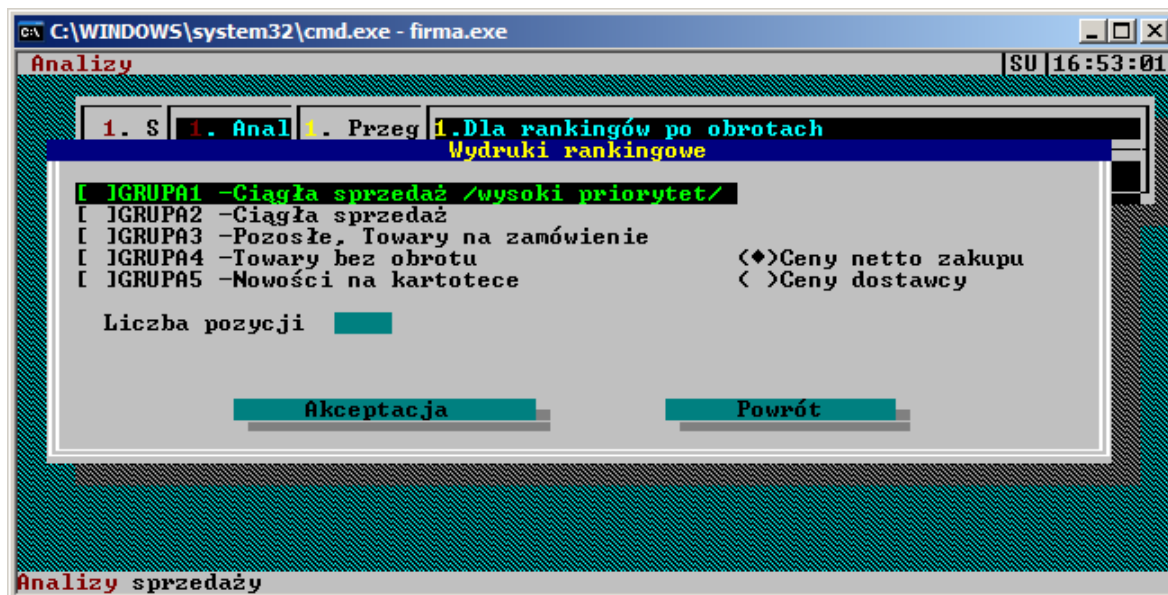 C:\WINDOWS\system32\cmd.exe - firma.exe
Analizy SU 16:53:01
1. S 1. Anal 1. Przeg 1.Dla rankingów po obrotach
Wydruki rankingowe
[ ]GRUPA1 -Ciągła sprzedaż /wysoki priorytet/
[ ]GRUPA2 -Ciągła sprzedaż
[ ]GRUPA3 -Pozosłe, Towary na zamówienie
[ ]GRUPA4 -Towary bez obrotu (♦)Ceny netto zakupu
[ ]GRUPA5 -Nowości na kartotece ( )Ceny dostawcy
Liczba pozycji
Akceptacja Powrót
Analizy sprzedaży